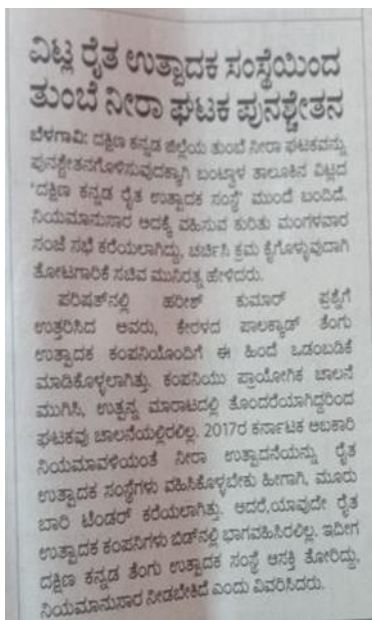 ವಿಟ್ಲ ರೈತ ಉತ್ಪಾದಕ ಸಂಸ್ಥೆಯಿಂದ
ತುಂಬೆ ನೀರಾ ಘಟಕ ಪುನಶ್ಚೇತನ
ಬೆಳಗಾವಿ: ದಕ್ಷಿಣ ಕನ್ನಡ ಜಿಲ್ಲೆಯ ತುಂಬೆ ನೀರಾ ಘಟಕವನ್ನು
ಪುನಶ್ಚೇತನಗೊಳಿಸುವುದಕ್ಕಾಗಿ ಬಂಟ್ವಾಳ ತಾಲೂಕಿನ ವಿಟ್ಲದ
'ದಕ್ಷಿಣ ಕನ್ನಡ ರೈತ ಉತ್ಪಾದಕ ಸಂಸ್ಥೆ' ಮುಂದೆ ಬಂದಿದೆ.
ನಿಯಮಾನುಸಾರ ಅದಕ್ಕೆ ವಹಿಸುವ ಕುರಿತು ಮಂಗಳವಾರ
ಸಂಜೆ ಸಭೆ ಕರೆಯಲಾಗಿದ್ದು, ಚರ್ಚಿಸಿ ಕ್ರಮ ಕೈಗೊಳ್ಳುವುದಾಗಿ
ತೋಟಗಾರಿಕೆ ಸಚಿವ ಮುನಿರತ್ನ ಹೇಳಿದರು.
ಪರಿಷತ್‌ನಲ್ಲಿ ಹರೀಶ್ ಕುಮಾರ್ ಪ್ರಶ್ನೆಗೆ
ಉತ್ತರಿಸಿದ ಅವರು, ಕೇರಳದ ಪಾಲಕ್ಕಾಡ್ ತೆಂಗು
ಉತ್ಪಾದಕ ಕಂಪನಿಯೊಂದಿಗೆ ಈ ಹಿಂದೆ ಒಡಂಬಡಿಕೆ
ಮಾಡಿಕೊಳ್ಳಲಾಗಿತ್ತು. ಕಂಪನಿಯು ಪ್ರಾಯೋಗಿಕ ಚಾಲನೆ
ಮುಗಿಸಿ, ಉತ್ಪನ್ನ ಮಾರಾಟದಲ್ಲಿ ತೊಂದರೆಯಾಗಿದ್ದರಿಂದ
ಘಟಕವು ಚಾಲನೆಯಲ್ಲಿರಲಿಲ್ಲ. 2017ರ ಕರ್ನಾಟಕ ಅಬಕಾರಿ
ನಿಯಮಾವಳಿಯಂತೆ ನೀರಾ ಉತ್ಪಾದನೆಯನ್ನು ರೈತ
ಉತ್ಪಾದಕ ಸಂಸ್ಥೆಗಳು ವಹಿಸಿಕೊಳ್ಳಬೇಕು ಹೀಗಾಗಿ, ಮೂರು
ಬಾರಿ ಟೆಂಡರ್ ಕರೆಯಲಾಗಿತ್ತು. ಆದರೆ,ಯಾವುದೇ ರೈತ
ಉತ್ಪಾದಕ ಕಂಪನಿಗಳು ಬಿಡ್‌ನಲ್ಲಿ ಭಾಗವಹಿಸಿರಲಿಲ್ಲ. ಇದೀಗ
ದಕ್ಷಿಣ ಕನ್ನಡ ತೆಂಗು ಉತ್ಪಾದಕ ಸಂಸ್ಥೆ ಆಸಕ್ತಿ ತೋರಿದ್ದು,
ನಿಯಮಾನುಸಾರ ನೀಡಬೇಕಿದೆ ಎಂದು ವಿವರಿಸಿದರು.